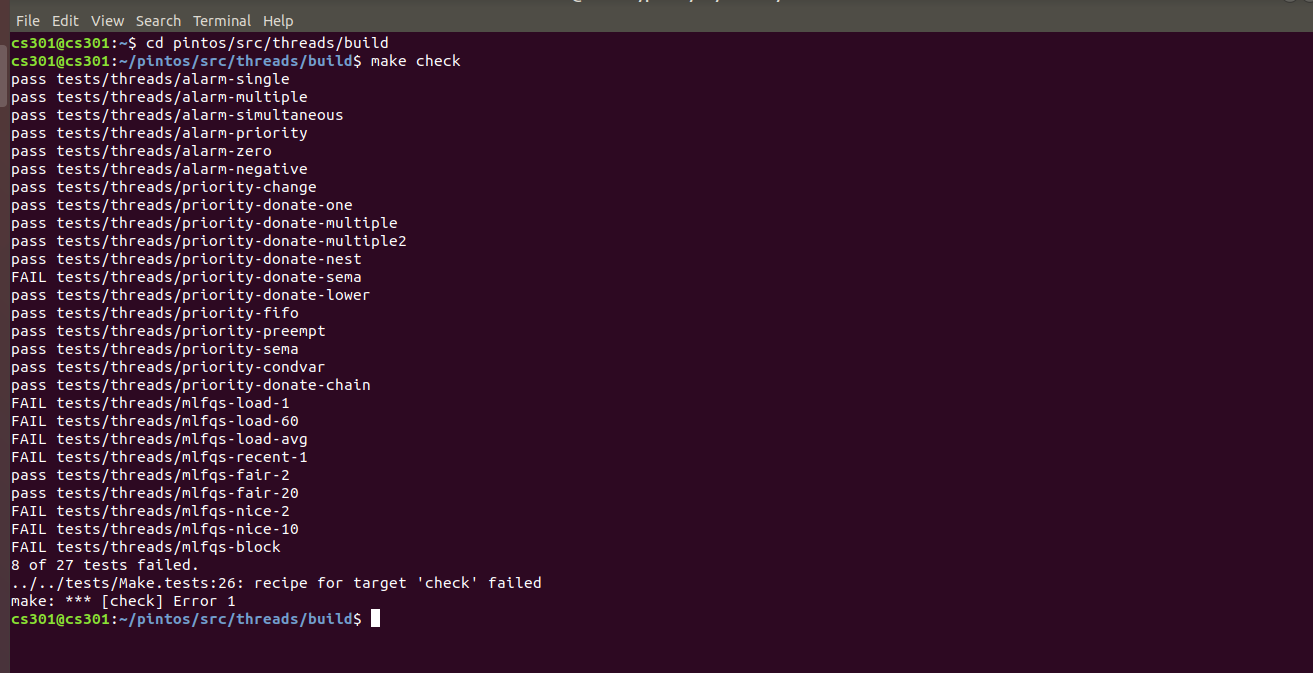 File Edit View Search Terminal Help
cs301@cs301:~$ cd pintos/src/threads/build
cs301@cs301:~/pintos/src/threads/build$ make check
pass tests/threads/alarm-single
pass tests/threads/alarm-multiple
pass tests/threads/alarm-simultaneous
pass tests/threads/alarm-priority
pass tests/threads/alarm-zero
pass tests/threads/alarm-negative
pass tests/threads/priority-change
pass tests/threads/priority-donate-one
pass tests/threads/priority-donate-multiple
pass tests/threads/priority-donate-multiple2
pass tests/threads/priority-donate-nest
FAIL tests/threads/priority-donate-sema
pass tests/threads/priority-donate-lower
pass tests/threads/priority-fifo
pass tests/threads/priority-preempt
pass tests/threads/priority-sema
pass tests/threads/priority-condvar
pass tests/threads/priority-donate-chain
FAIL tests/threads/mlfqs-load-1
FAIL tests/threads/mlfqs-load-60
FAIL tests/threads/mlfqs-load-avg
FAIL tests/threads/mlfqs-recent-1
pass tests/threads/mlfqs-fair-2
pass tests/threads/mlfqs-fair-20
FAIL tests/threads/mlfqs-nice-2
FAIL tests/threads/mlfqs-nice-10
FAIL tests/threads/mlfqs-block
8 of 27 tests failed.
../../tests/Make.tests:26: recipe for target 'check' failed
make: *** [check] Error 1
cs301@cs301:~/pintos/src/threads/build$